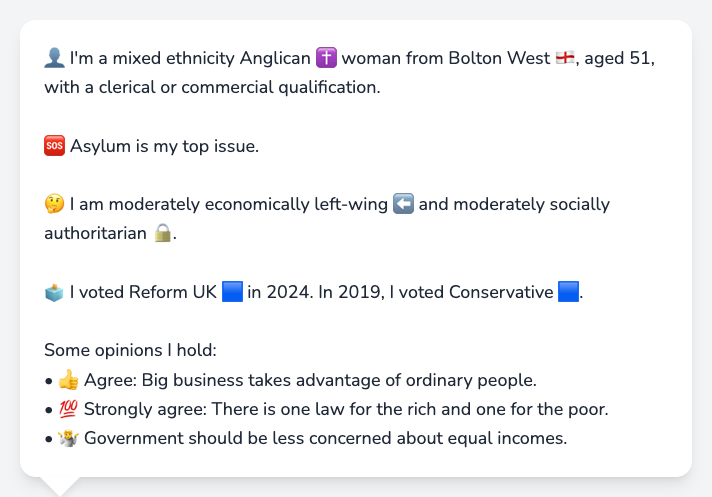 👤 I'm a mixed ethnicity Anglican ✝️ woman from Bolton West 🏴󠁧󠁢󠁥󠁮󠁧󠁿, aged 51,
with a clerical or commercial qualification.
🆘 Asylum is my top issue.
🤔 I am moderately economically left-wing ⬅️ and moderately socially
authoritarian 🔒.
🗳️ I voted Reform UK 🟦 in 2024. In 2019, I voted Conservative 🟦.
Some opinions I hold:
• 👍 Agree: Big business takes advantage of ordinary people.
• 💯 Strongly agree: There is one law for the rich and one for the poor.
• 🤷 Government should be less concerned about equal incomes.